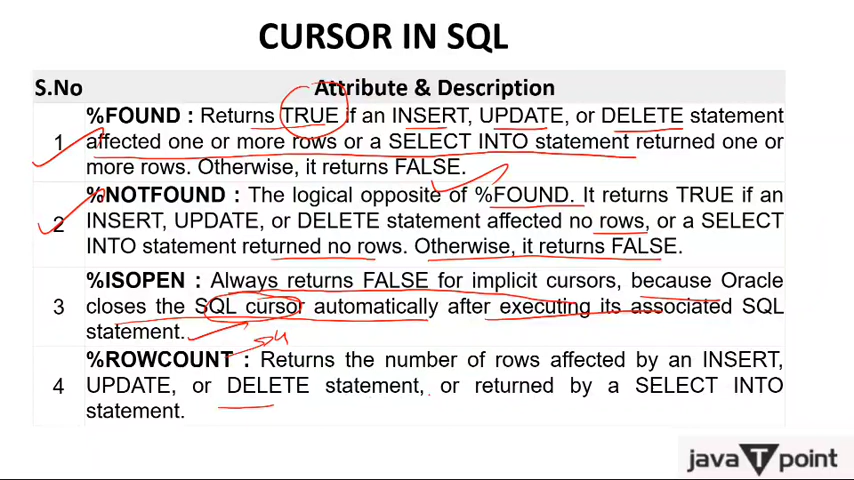 CURSOR IN SQL
S.No Attribute & Description
1 %FOUND : Returns TRUE if an INSERT, UPDATE, or DELETE statement
affected one or more rows or a SELECT INTO statement returned one or
more rows. Otherwise, it returns FALSE.
2 %NOTFOUND : The logical opposite of %FOUND. It returns TRUE if an
INSERT, UPDATE, or DELETE statement affected no rows, or a SELECT
INTO statement returned no rows. Otherwise, it returns FALSE.
3 %ISOPEN : Always returns FALSE for implicit cursors, because Oracle
closes the SQL cursor automatically after executing its associated SQL
statement.
4 %ROWCOUNT : Returns the number of rows affected by an INSERT,
UPDATE, or DELETE statement, or returned by a SELECT INTO
statement.
javaTpoint